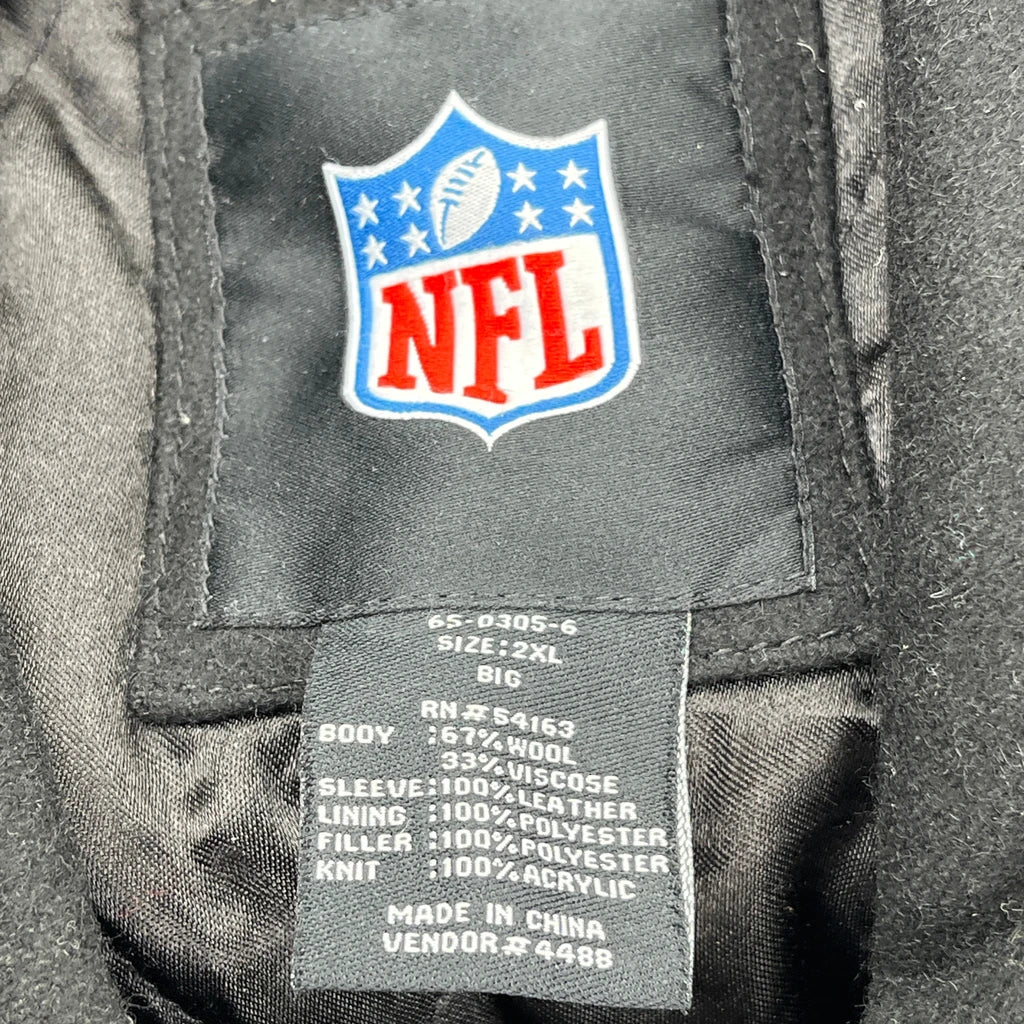 NFL
65-0305-6
SIZE:2XL
BIG
RN#54163
BODY :67%WOOL
33%VISCOSE
SLEEVE:100%LEATHER
LINING :100%POLYESTER
FILLER :100%POLYESTER
KNIT :100%ACRYLIC
MADE IN CHINA
VENDOR#4488